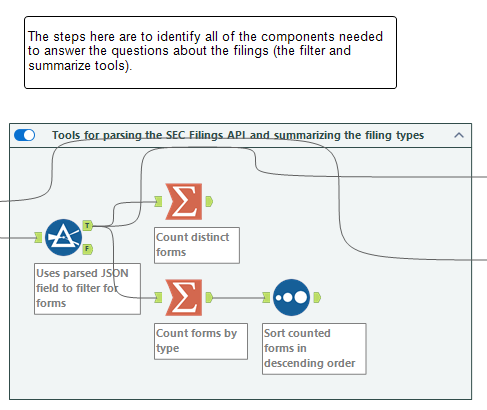 The steps here are to identify all of the components needed
to answer the questions about the filings (the filter and
summarize tools).
Tools for parsing the SEC Filings API and summarizing the filing types
T
F
Uses parsed JSON
field to filter for
forms
Count distinct
forms
Count forms by
type
Sort counted
forms in
descending order